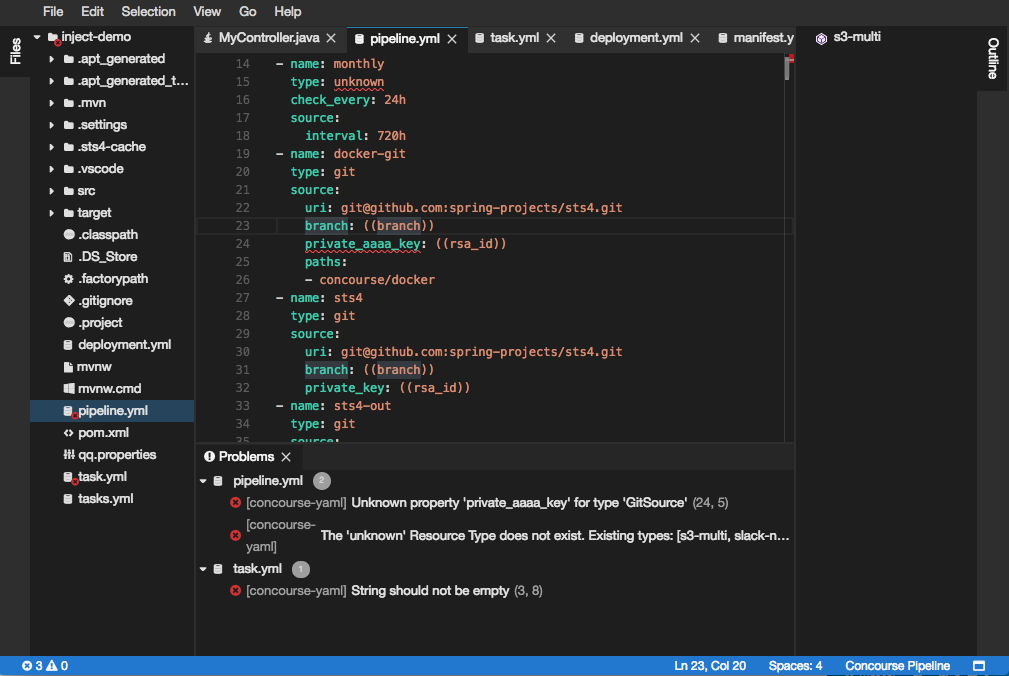 File Edit Selection View Go Help
Files
inject-demo
.apt_generated
.apt_generated_t...
.mvn
.settings
.sts4-cache
.vscode
src
target
.classpath
.DS_Store
.factorypath
.gitignore
.project
deployment.yml
mvnw
mvnw.cmd
pipeline.yml
pom.xml
qq.properties
task.yml
tasks.yml
MyController.java pipeline.yml task.yml deployment.yml manifest.y
14 - name: monthly
15 type: unknown
16 check_every: 24h
17 source:
18 interval: 720h
19 - name: docker-git
20 type: git
21 source:
22 uri: git@github.com:spring-projects/sts4.git
23 branch: ((branch))
24 private_aaaa_key: ((rsa_id))
25 paths:
26 - concourse/docker
27 - name: sts4
28 type: git
29 source:
30 uri: git@github.com:spring-projects/sts4.git
31 branch: ((branch))
32 private_key: ((rsa_id))
33 - name: sts4-out
34 type: git
35 source:
Problems
pipeline.yml 2
[concourse-yaml] Unknown property 'private_aaaa_key' for type 'GitSource' (24, 5)
[concourse-yaml] The 'unknown' Resource Type does not exist. Existing types: [s3-multi, slack-n...
task.yml 1
[concourse-yaml] String should not be empty (3, 8)
s3-multi
Outline
3 0 Ln 23, Col 20 Spaces: 4 Concourse Pipeline